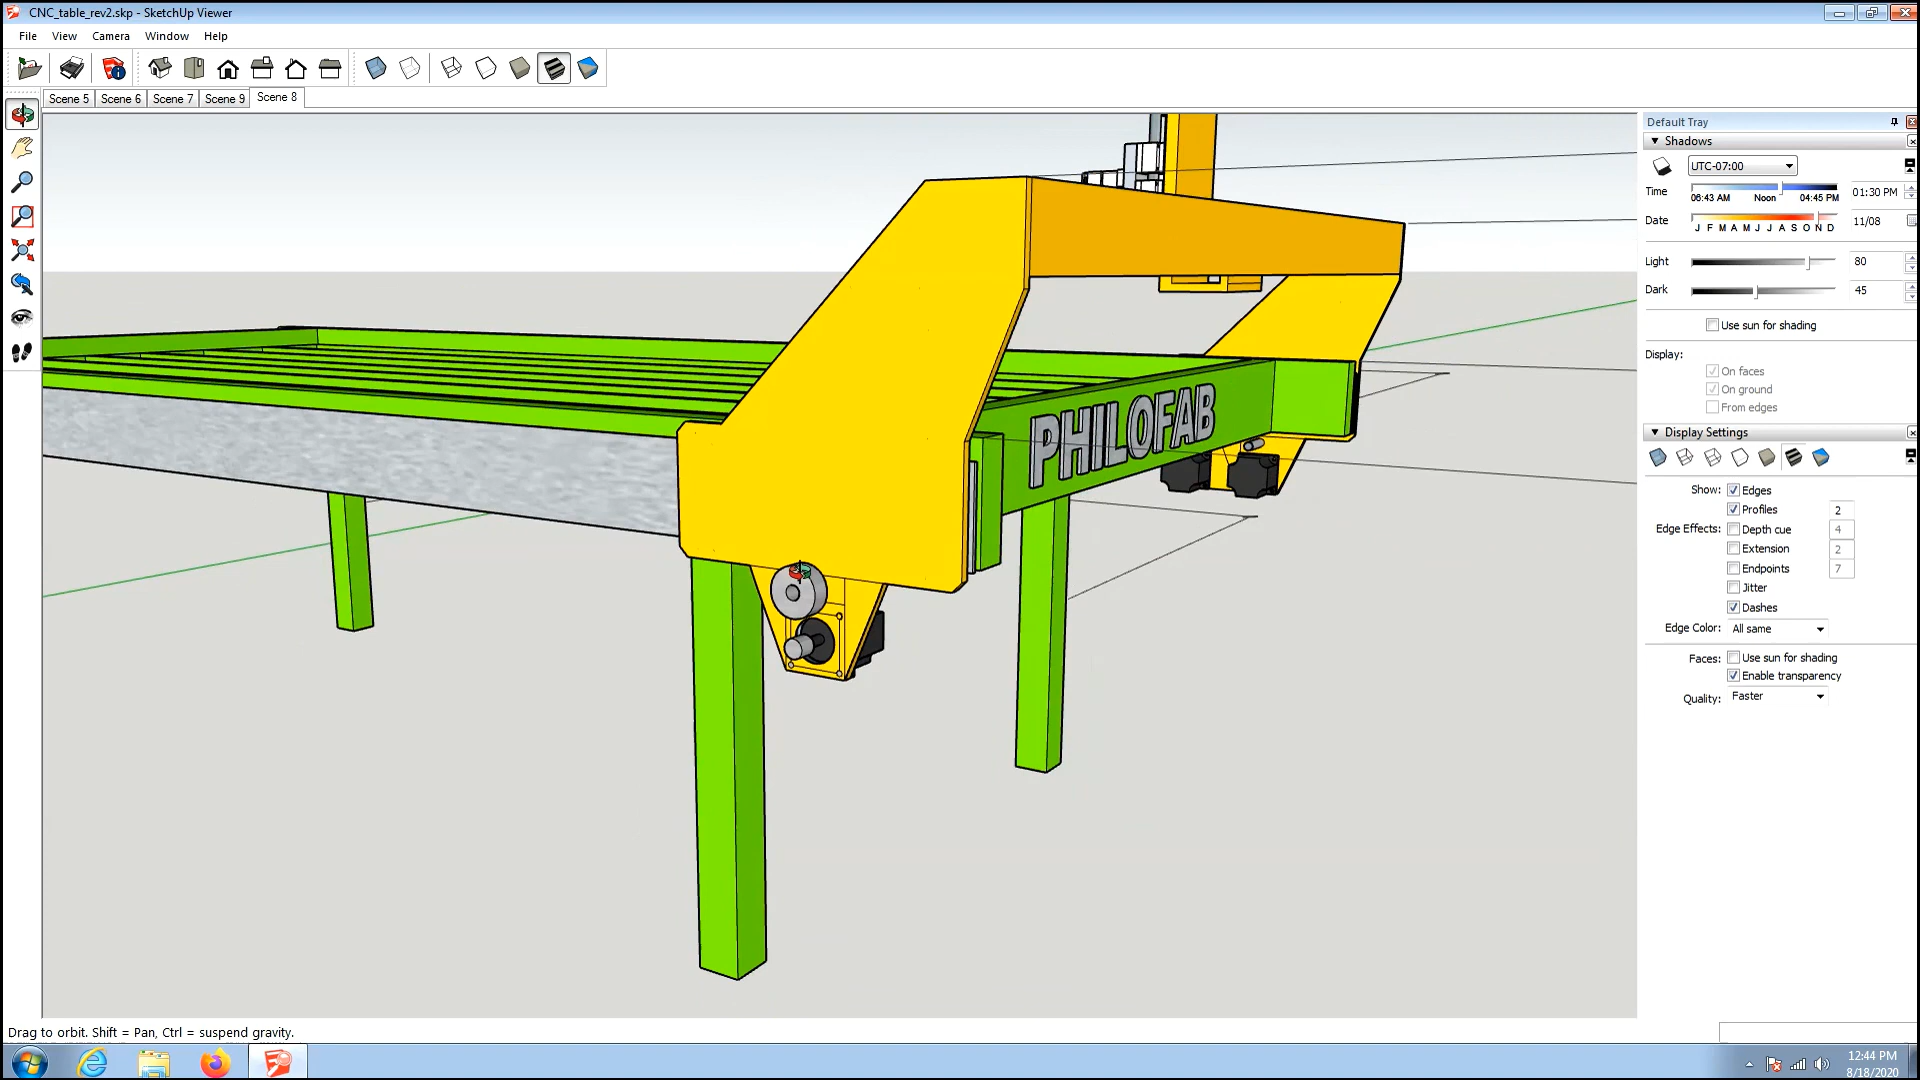 CNC_table_rev2.skp - SketchUp Viewer
File View Camera Window Help
Scene 5 Scene 6 Scene 7 Scene 9 Scene 8
Default Tray
Shadows
UTC-07:00
Time 01:30 PM
06:43 AM Noon 04:45 PM
Date 11/08
J F M A M J J A S O N D
Light 80
Dark 45
Use sun for shading
Display:
On faces
On ground
From edges
Display Settings
Show: Edges
Profiles 2
Edge Effects: Depth cue 4
Extension 2
Endpoints 7
Jitter
Dashes
Edge Color: All same
Faces: Use sun for shading
Enable transparency
Quality: Faster
PHILOFAB
Drag to orbit. Shift = Pan, Ctrl = suspend gravity.
12:44 PM
8/18/2020